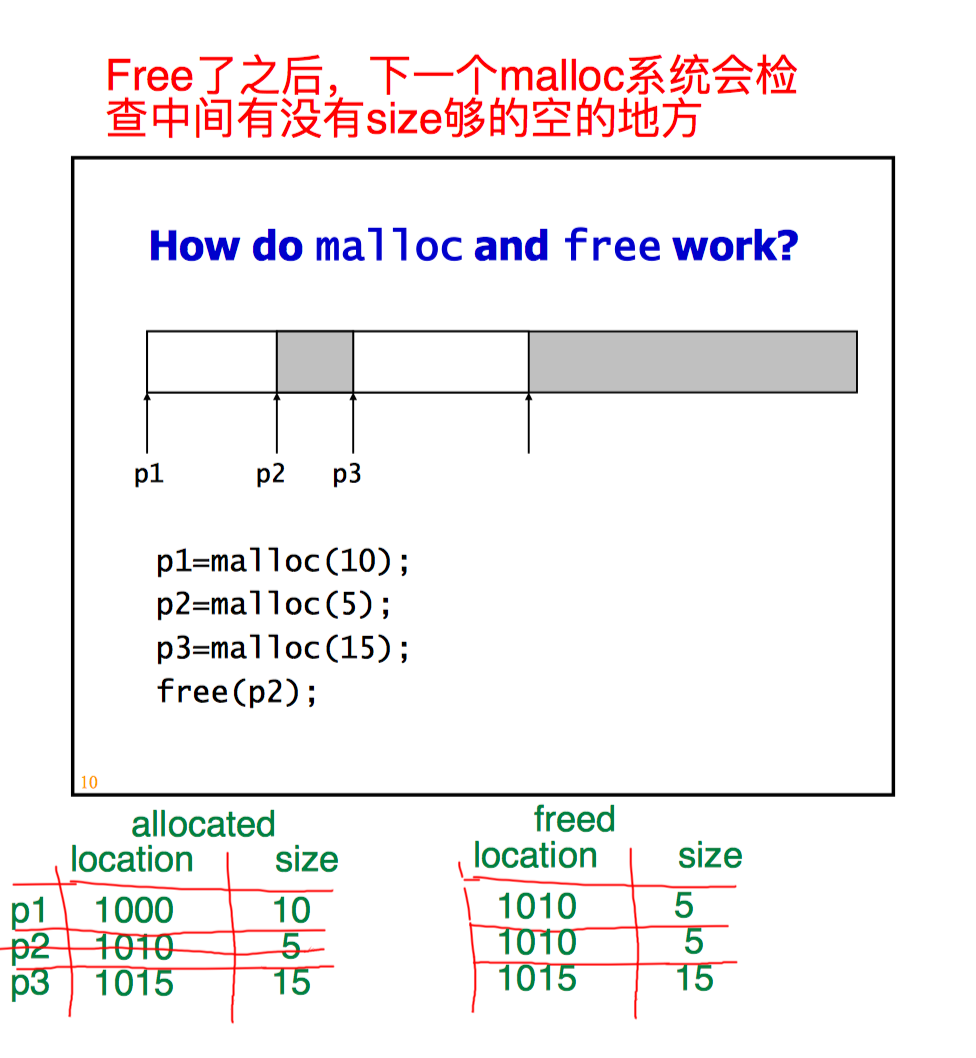 Free了之后，下一个malloc系统会检
查中间有没有size够的空的地方
How do malloc and free work?
p1 p2 p3
p1=malloc(10);
p2=malloc(5);
p3=malloc(15);
free(p2);
10
allocated
location size
p1 1000 10
p2 1010 5
p3 1015 15
freed
location size
1010 5
1010 5
1015 15